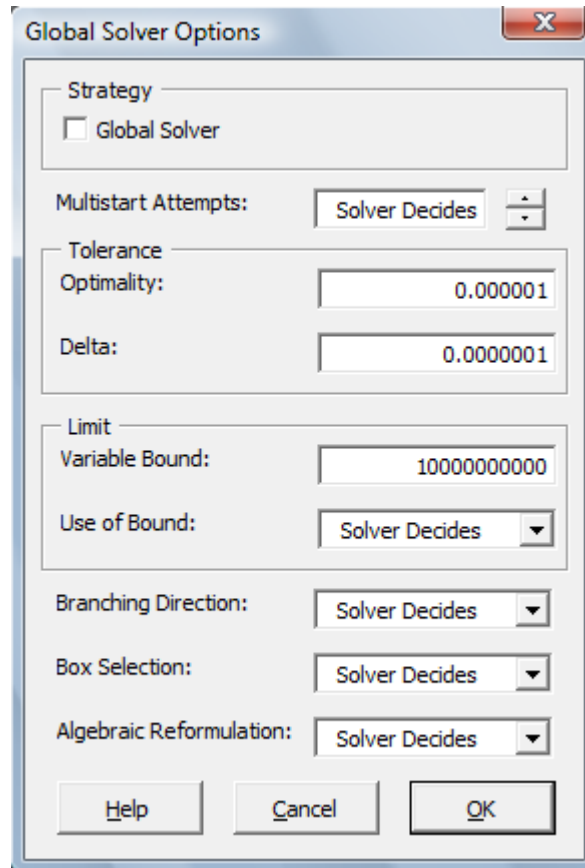 Global Solver Options
Strategy
Global Solver
Multistart Attempts: Solver Decides
Tolerance
Optimality: 0.000001
Delta: 0.0000001
Limit
Variable Bound: 10000000000
Use of Bound: Solver Decides
Branching Direction: Solver Decides
Box Selection: Solver Decides
Algebraic Reformulation: Solver Decides
Help Cancel OK